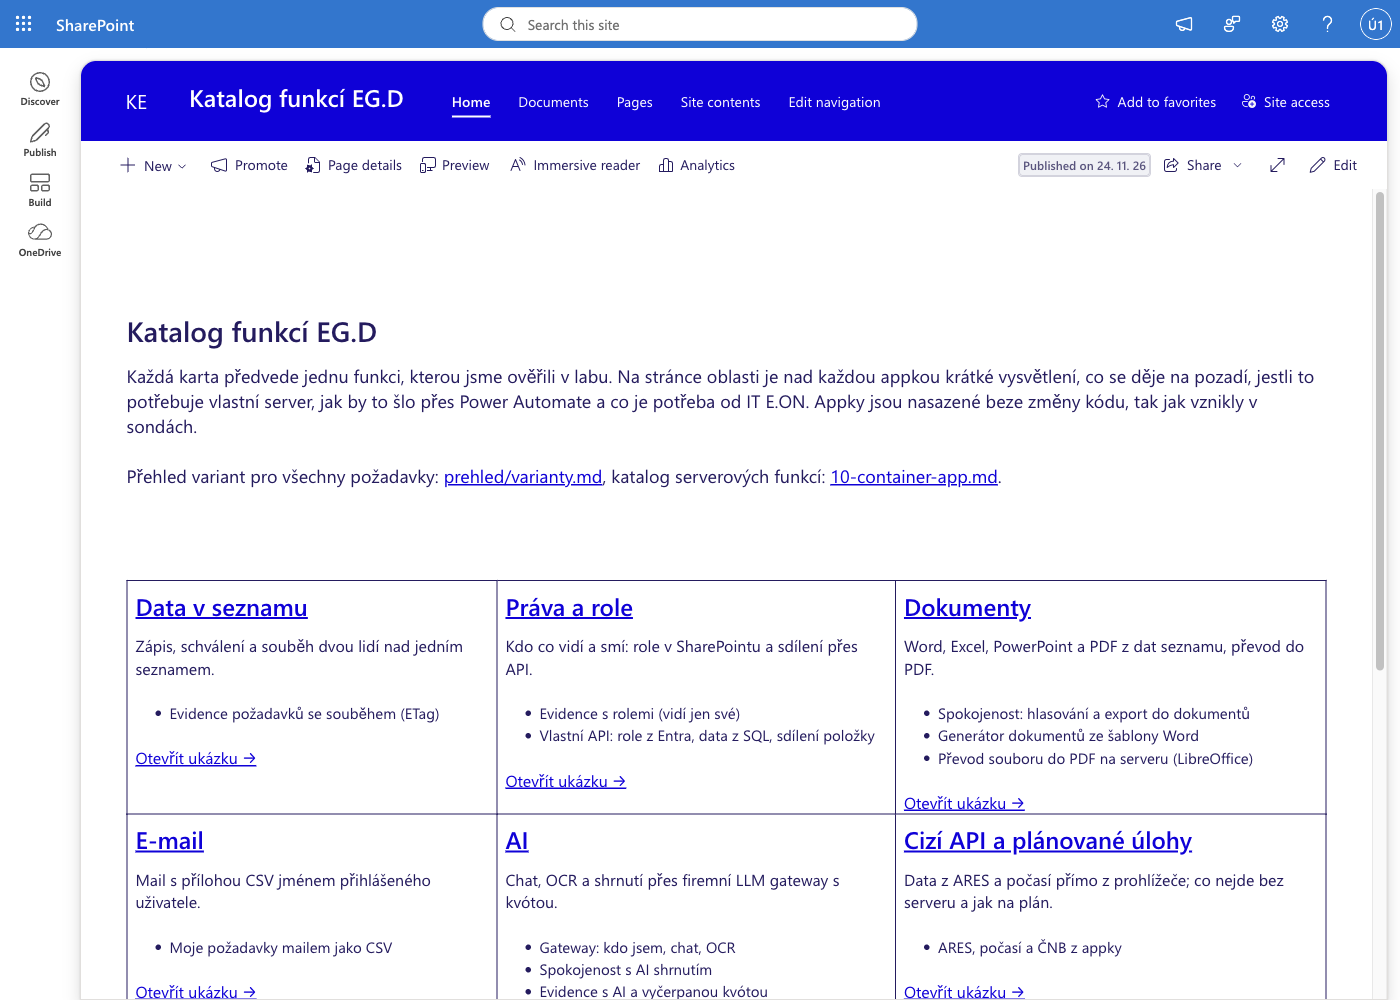 SharePoint
Search this site
Ú1
Discover
Publish
Build
OneDrive
KE
Katalog funkcí EG.D
Home
Documents
Pages
Site contents
Edit navigation
Add to favorites
Site access
New
Promote
Page details
Preview
Immersive reader
Analytics
Published on 24. 11. 26
Share
Edit
Katalog funkcí EG.D
Každá karta předvede jednu funkci, kterou jsme ověřili v labu. Na stránce oblasti je nad každou appkou krátké vysvětlení, co se děje na pozadí, jestli to
potřebuje vlastní server, jak by to šlo přes Power Automate a co je potřeba od IT E.ON. Appky jsou nasazené beze změny kódu, tak jak vznikly v
sondách.
Přehled variant pro všechny požadavky: prehled/varianty.md, katalog serverových funkcí: 10-container-app.md.
Data v seznamu
Zápis, schválení a souběh dvou lidí nad jedním
seznamem.
• Evidence požadavků se souběhem (ETag)
Otevřít ukázku →
Práva a role
Kdo co vidí a smí: role v SharePointu a sdílení přes
API.
• Evidence s rolemi (vidí jen své)
• Vlastní API: role z Entra, data z SQL, sdílení položky
Otevřít ukázku →
Dokumenty
Word, Excel, PowerPoint a PDF z dat seznamu, převod do
PDF.
• Spokojenost: hlasování a export do dokumentů
• Generátor dokumentů ze šablony Word
• Převod souboru do PDF na serveru (LibreOffice)
Otevřít ukázku →
E-mail
Mail s přílohou CSV jménem přihlášeného
uživatele.
• Moje požadavky mailem jako CSV
Otevřít ukázku →
AI
Chat, OCR a shrnutí přes firemní LLM gateway s
kvótou.
• Gateway: kdo jsem, chat, OCR
• Spokojenost s AI shrnutím
• Evidence s AI a vyčerpanou kvótou
Cizí API a plánované úlohy
Data z ARES a počasí přímo z prohlížeče; co nejde bez
serveru a jak na plán.
• ARES, počasí a ČNB z appky
Otevřít ukázku →